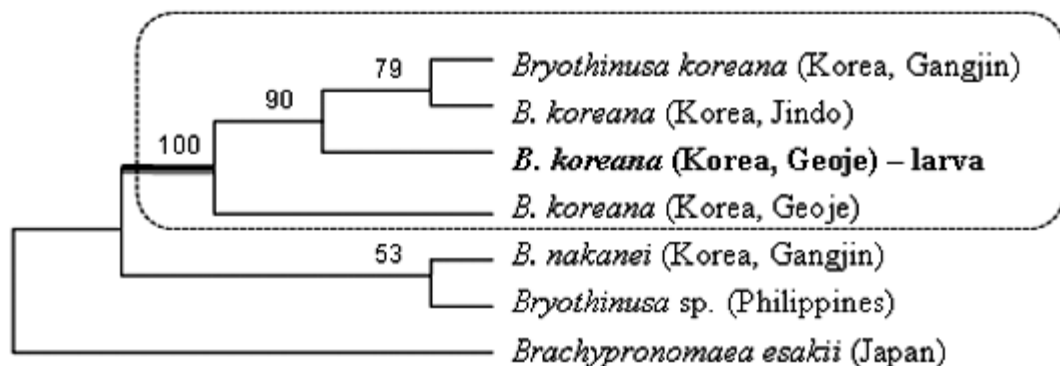 79
Bryothinusa koreana (Korea, Gangjin)
90
B. koreana (Korea, Jindo)
100
B. koreana (Korea, Geoje) – larva
B. koreana (Korea, Geoje)
53
B. nakanei (Korea, Gangjin)
Bryothinusa sp. (Philippines)
Brachypronomaea esakii (Japan)